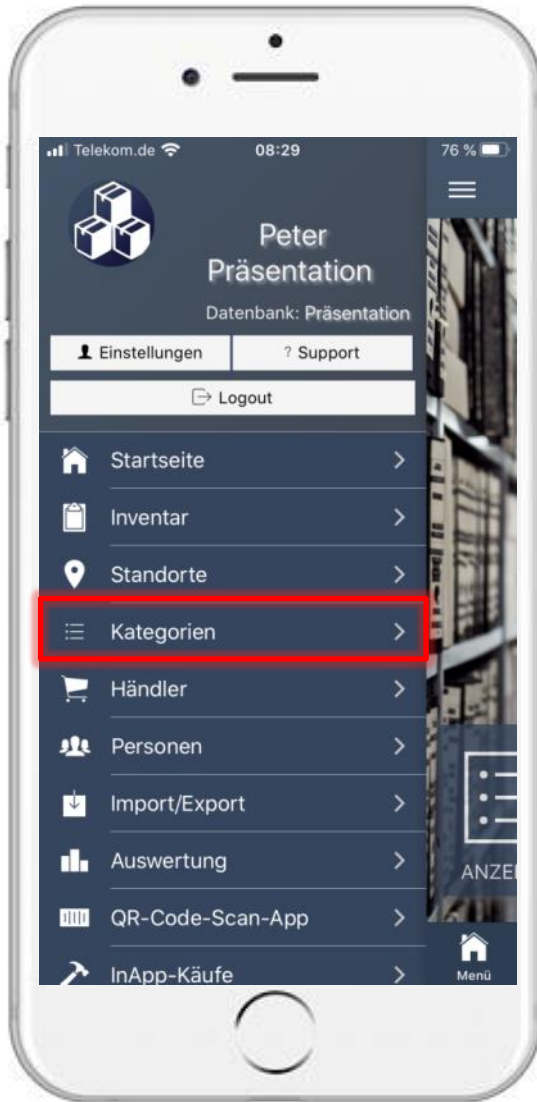 Telekom.de 08:29 76 %
Peter
Präsentation
Datenbank: Präsentation
Einstellungen ? Support
Logout
Startseite
Inventar
Standorte
Kategorien
Händler
Personen
Import/Export
Auswertung
ANZEI
QR-Code-Scan-App
InApp-Käufe
Menü